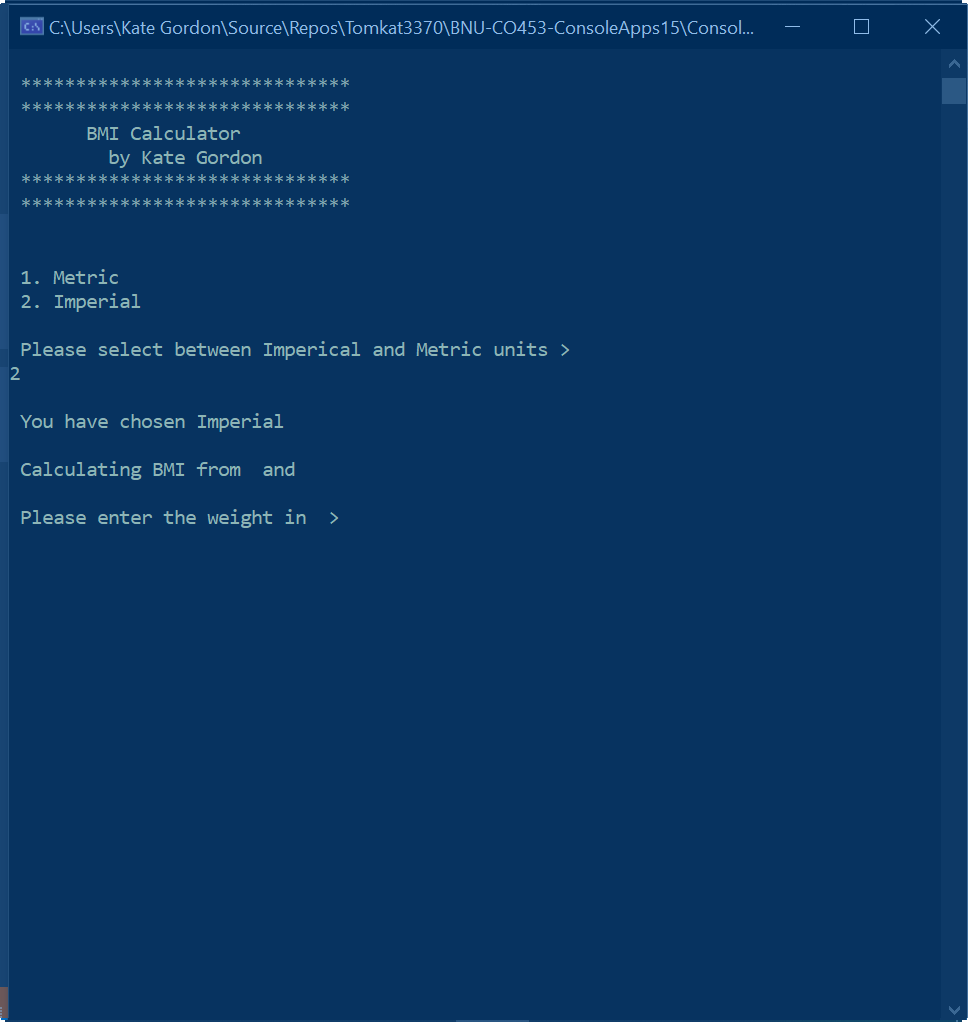 C:\Users\Kate Gordon\Source\Repos\Tomkat3370\BNU-CO453-ConsoleApps15\Consol...
******************************
******************************
BMI Calculator
by Kate Gordon
******************************
******************************
1. Metric
2. Imperial
Please select between Imperical and Metric units >
2
You have chosen Imperial
Calculating BMI from  and
Please enter the weight in  >